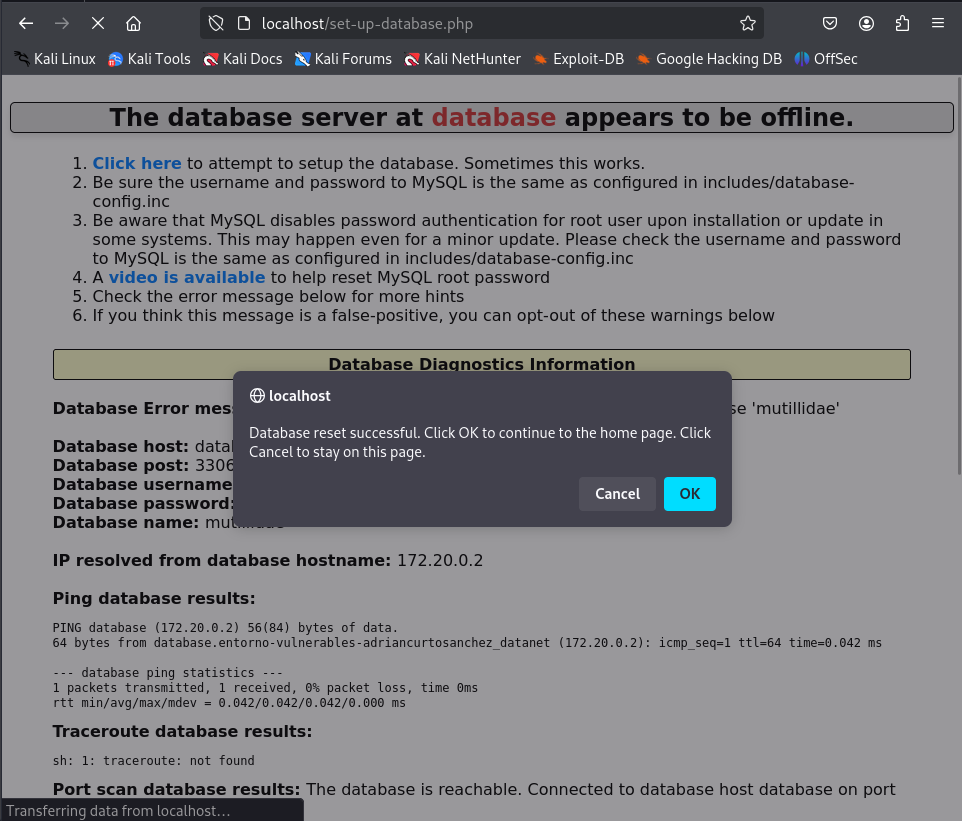 localhost/set-up-database.php
Kali Linux Kali Tools Kali Docs Kali Forums Kali NetHunter Exploit-DB Google Hacking DB OffSec
The database server at database appears to be offline.
1. Click here to attempt to setup the database. Sometimes this works.
2. Be sure the username and password to MySQL is the same as configured in includes/database-
config.inc
3. Be aware that MySQL disables password authentication for root user upon installation or update in
some systems. This may happen even for a minor update. Please check the username and password
to MySQL is the same as configured in includes/database-config.inc
4. A video is available to help reset MySQL root password
5. Check the error message below for more hints
6. If you think this message is a false-positive, you can opt-out of these warnings below
Database Diagnostics Information
localhost
Database reset successful. Click OK to continue to the home page. Click
Cancel to stay on this page.
Cancel OK
Database Error 'mutillidae'
Database host:
Database post: 3306
Database username
Database password:
Database name:
IP resolved from database hostname: 172.20.0.2
Ping database results:
PING database (172.20.0.2) 56(84) bytes of data.
64 bytes from database.entorno-vulnerables-adriancurtosanchez_datanet (172.20.0.2): icmp_seq=1 ttl=64 time=0.042 ms
--- database ping statistics ---
1 packets transmitted, 1 received, 0% packet loss, time 0ms
rtt min/avg/max/mdev = 0.042/0.042/0.042/0.000 ms
Traceroute database results:
sh: 1: traceroute: not found
Port scan database results: The database is reachable. Connected to database host database on port
Transferring data from localhost…